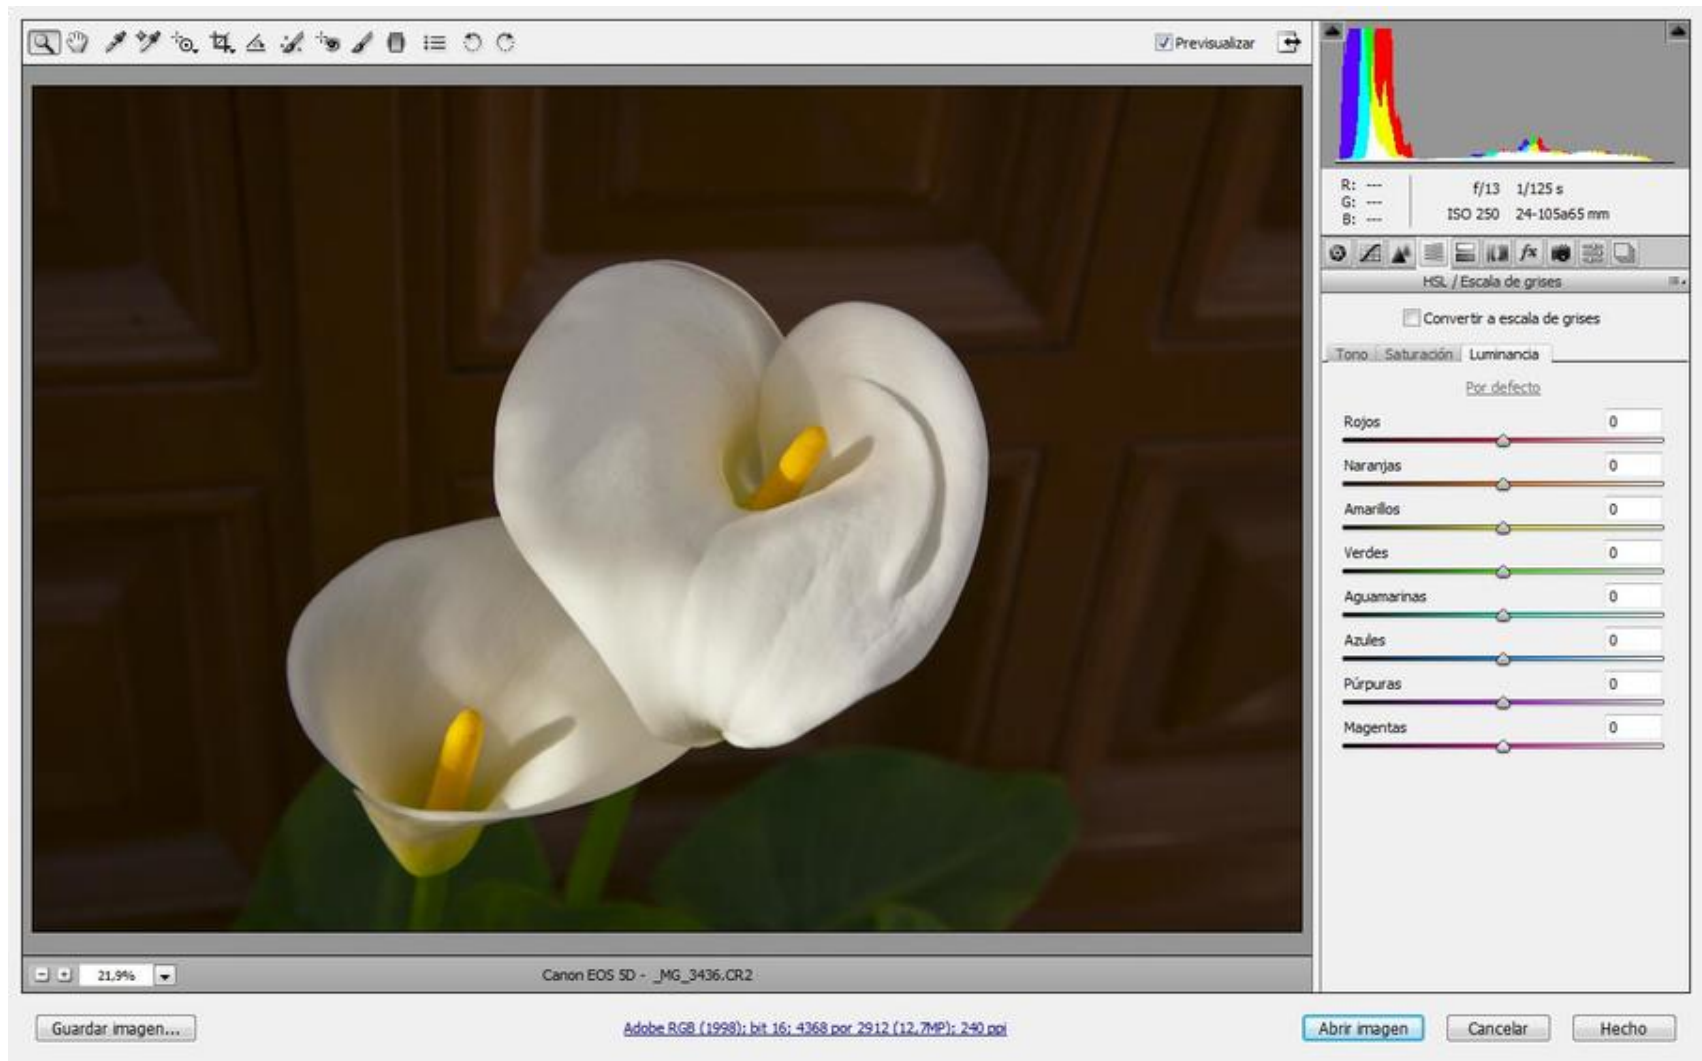 Previsualizar
R: ---
G: ---
B: ---
f/13 1/125 s
ISO 250 24-105a65 mm
fx
HSL / Escala de grises
Convertir a escala de grises
Tono Saturación Luminancia
Por defecto
Rojos 0
Naranjas 0
Amarillos 0
Verdes 0
Aguamarinas 0
Azules 0
Púrpuras 0
Magentas 0
21,9%
Canon EOS 5D - _MG_3436.CR2
Guardar imagen...
Adobe RGB (1998); bit 16; 4368 por 2912 (12,7MP); 240 ppi
Abrir imagen Cancelar Hecho